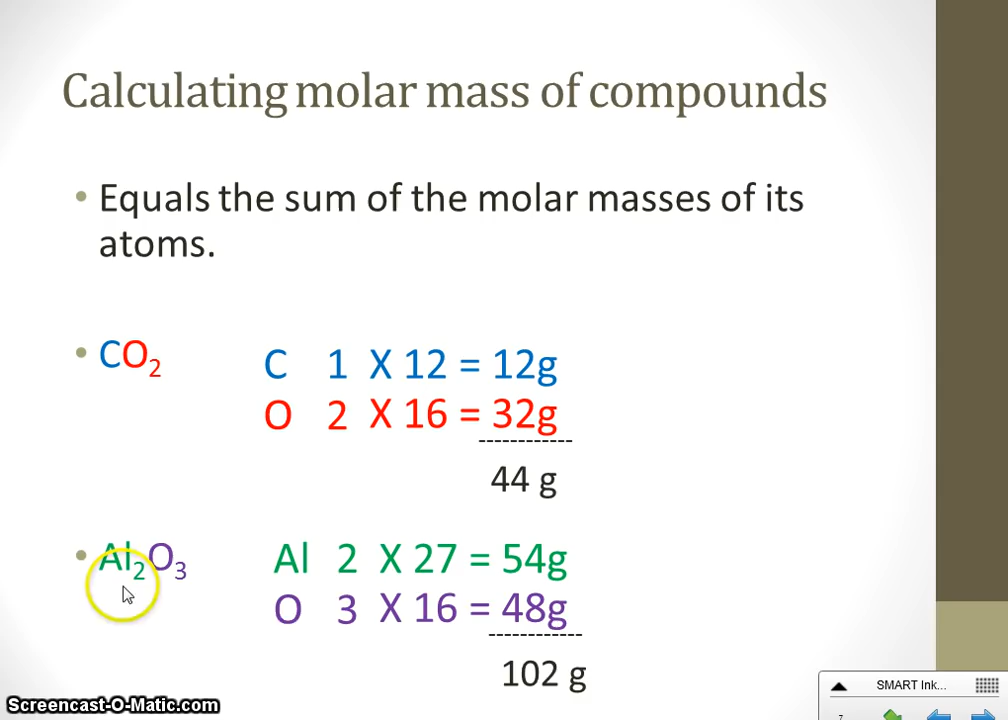 Calculating molar mass of compounds
• Equals the sum of the molar masses of its
atoms.
• CO₂
C 1 X 12 = 12g
O 2 X 16 = 32g
------------
44 g
• Al₂O₃
Al 2 X 27 = 54g
O 3 X 16 = 48g
------------
102 g
SMART Ink...
7
Screencast-O-Matic.com